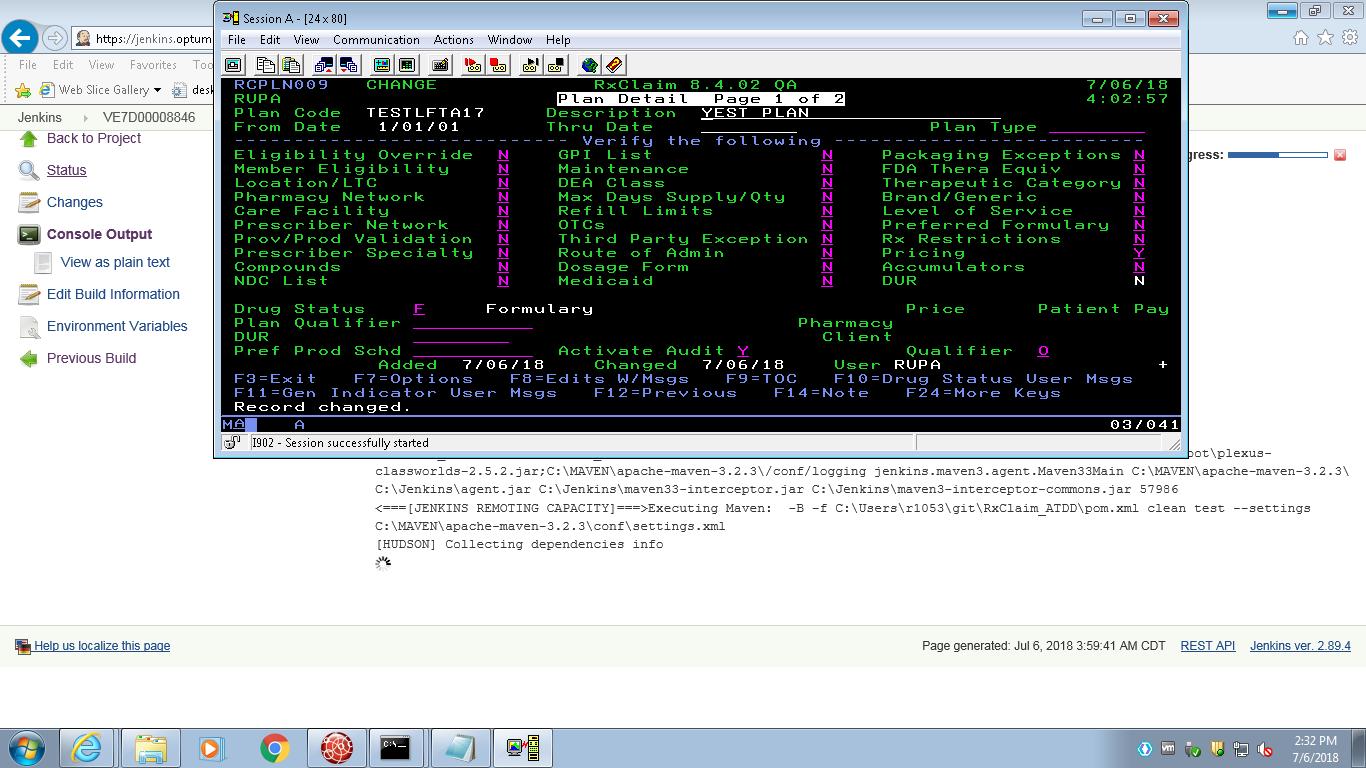 Session A - [24 x 80]
https://jenkins.optum
File Edit View Communication Actions Window Help
File Edit View Favorites Too
Web Slice Gallery desk
Jenkins VE7D00008846
Back to Project
Status
Changes
Console Output
View as plain text
Edit Build Information
Environment Variables
Previous Build
gress:
RCPLN009 CHANGE RxClaim 8.4.02 QA 7/06/18
RUPA Plan Detail Page 1 of 2 4:02:57
Plan Code TESTLFTA17 Description YEST PLAN
From Date 1/01/01 Thru Date Plan Type
Verify the following
Eligibility Override N GPI List N Packaging Exceptions N
Member Eligibility N Maintenance N FDA Thera Equiv N
Location/LTC N DEA Class N Therapeutic Category N
Pharmacy Network N Max Days Supply/Qty N Brand/Generic N
Care Facility N Refill Limits N Level of Service N
Prescriber Network N OTCs N Preferred Formulary N
Prov/Prod Validation N Third Party Exception N Rx Restrictions N
Prescriber Specialty N Route of Admin N Pricing Y
Compounds N Dosage Form N Accumulators N
NDC List N Medicaid N DUR N
Drug Status F Formulary Price Patient Pay
Plan Qualifier Pharmacy
DUR Client
Pref Prod Schd Activate Audit Y Qualifier O
Added 7/06/18 Changed 7/06/18 User RUPA +
F3=Exit F7=Options F8=Edits W/Msgs F9=TOC F10=Drug Status User Msgs
F11=Gen Indicator User Msgs F12=Previous F14=Note F24=More Keys
Record changed.
MA A 03/041
I902 - Session successfully started
oot\plexus-
classworlds-2.5.2.jar;C:\MAVEN\apache-maven-3.2.3\/conf/logging jenkins.maven3.agent.Maven33Main C:\MAVEN\apache-maven-3.2.3\
C:\Jenkins\agent.jar C:\Jenkins\maven33-interceptor.jar C:\Jenkins\maven3-interceptor-commons.jar 57986
<===[JENKINS REMOTING CAPACITY]===>Executing Maven: -B -f C:\Users\r1053\git\RxClaim_ATDD\pom.xml clean test --settings
C:\MAVEN\apache-maven-3.2.3\conf\settings.xml
[HUDSON] Collecting dependencies info
Help us localize this page Page generated: Jul 6, 2018 3:59:41 AM CDT REST API Jenkins ver. 2.89.4
2:32 PM
7/6/2018